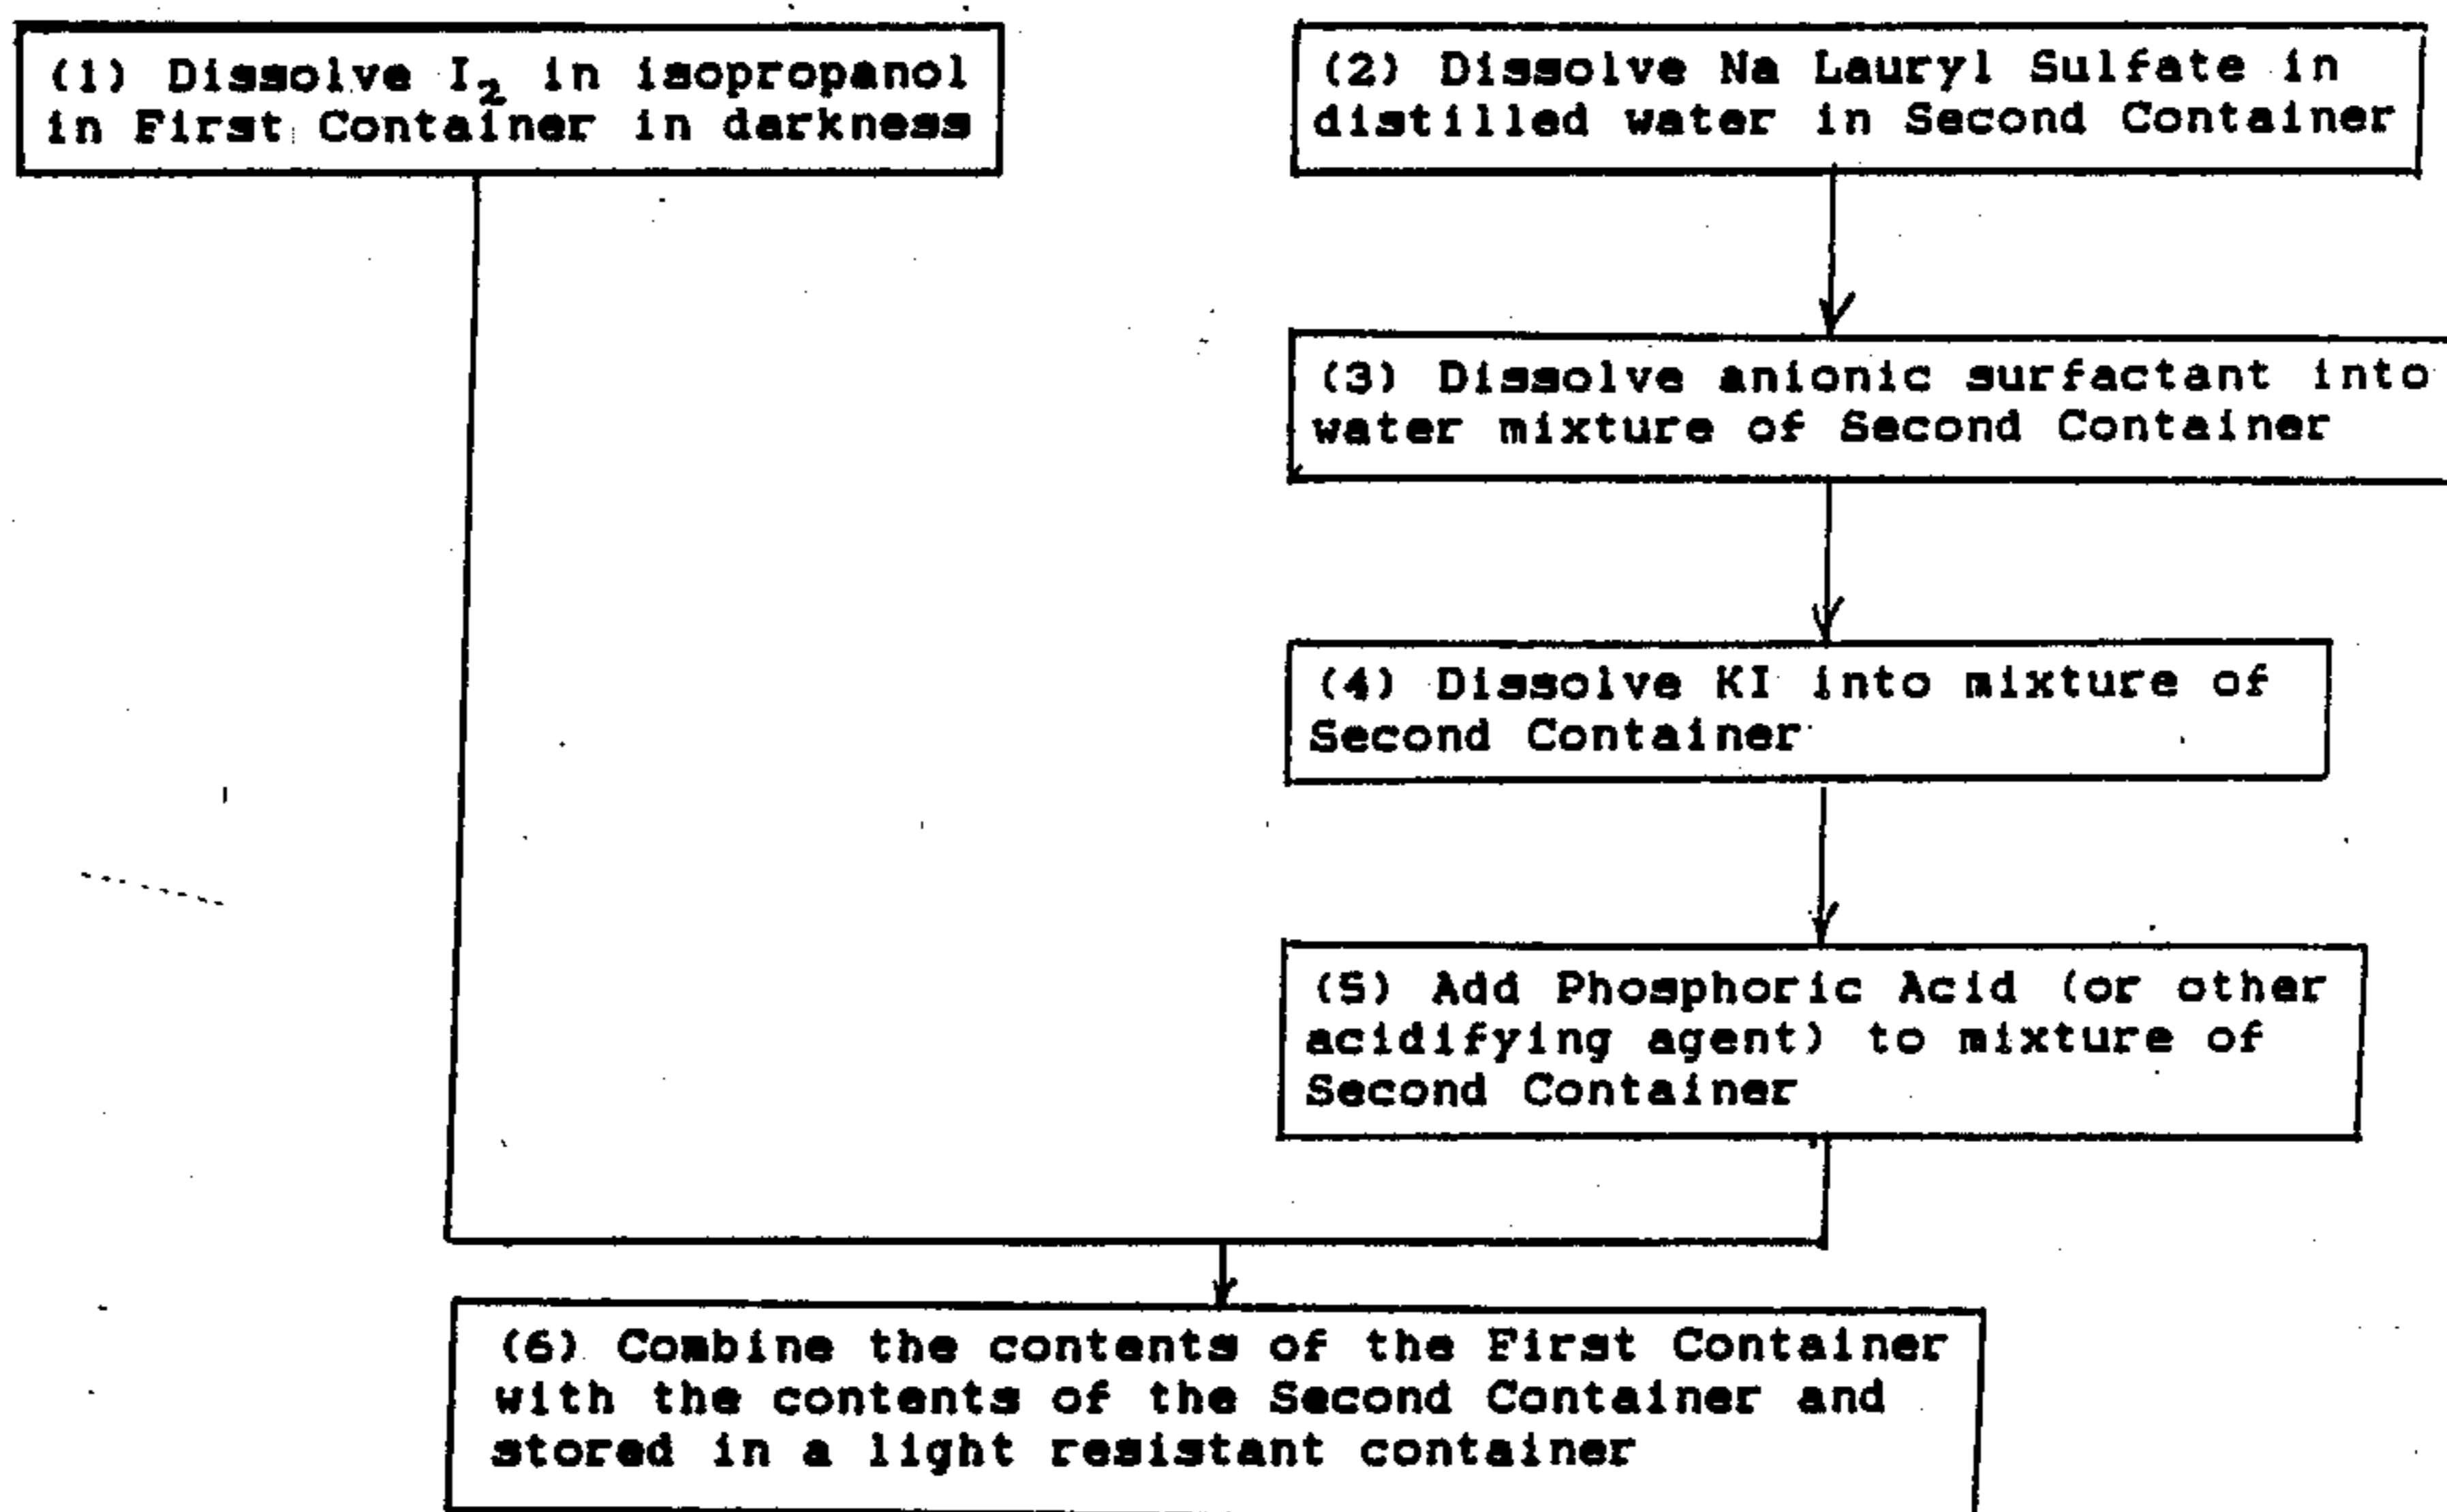 (1) Dissolve I₂ in isopropanol
in First Container in darkness
(2) Dissolve Na Lauryl Sulfate in
distilled water in Second Container
(3) Dissolve anionic surfactant into
water mixture of Second Container
(4) Dissolve KI into mixture of
Second Container
(5) Add Phosphoric Acid (or other
acidifying agent) to mixture of
Second Container
(6) Combine the contents of the First Container
with the contents of the Second Container and
stored in a light resistant container